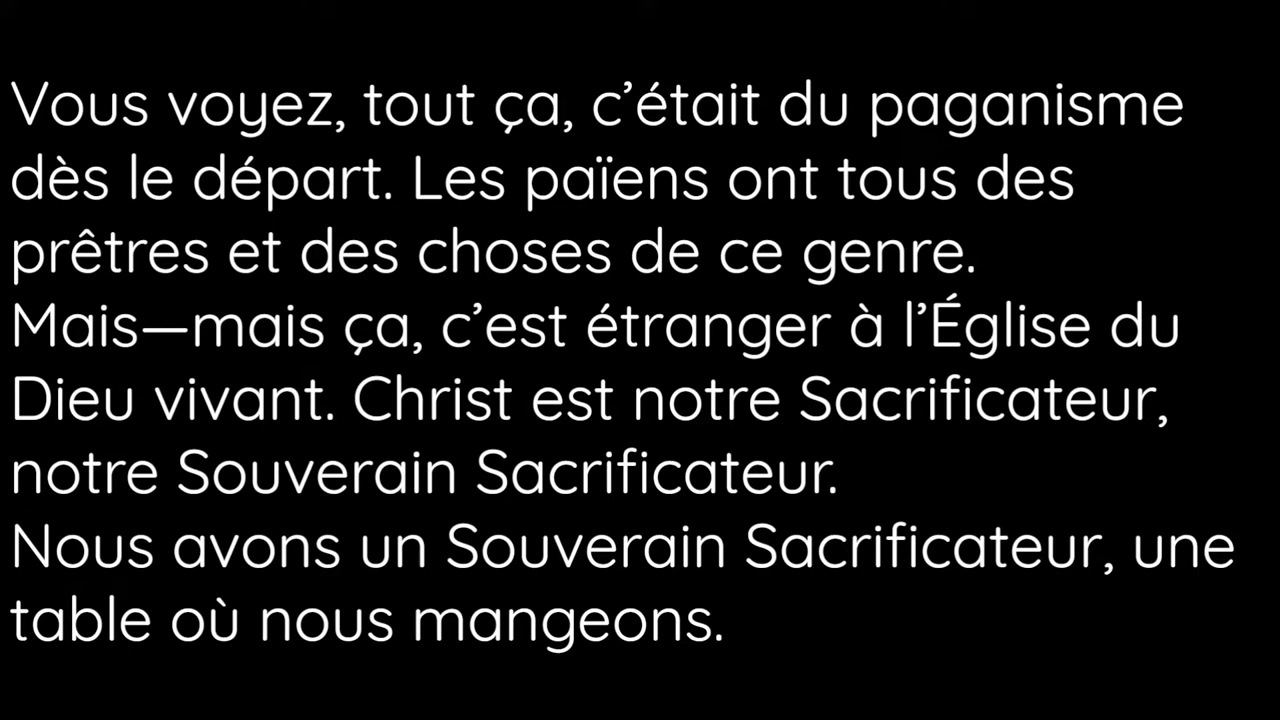 Vous voyez, tout ça, c’était du paganisme
dès le départ. Les païens ont tous des
prêtres et des choses de ce genre.
Mais—mais ça, c’est étranger à l’Église du
Dieu vivant. Christ est notre Sacrificateur,
notre Souverain Sacrificateur.
Nous avons un Souverain Sacrificateur, une
table où nous mangeons.